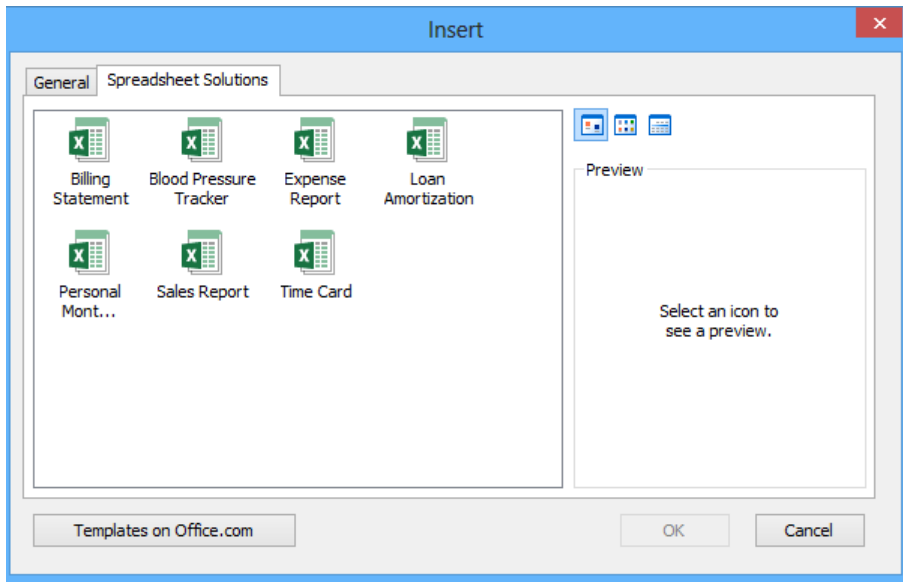 Insert
General Spreadsheet Solutions
Billing Statement
Blood Pressure Tracker
Expense Report
Loan Amortization
Personal Mont...
Sales Report
Time Card
Preview
Select an icon to
see a preview.
Templates on Office.com
OK
Cancel